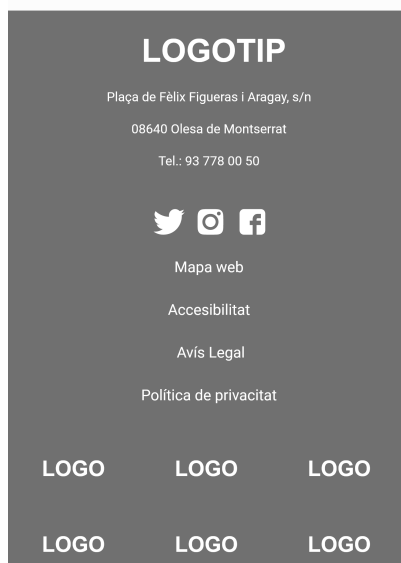 LOGOTIP
Plaça de Fèlix Figueras i Aragay, s/n
08640 Olesa de Montserrat
Tel.: 93 778 00 50
Mapa web
Accesibilitat
Avís Legal
Política de privacitat
LOGO LOGO LOGO
LOGO LOGO LOGO